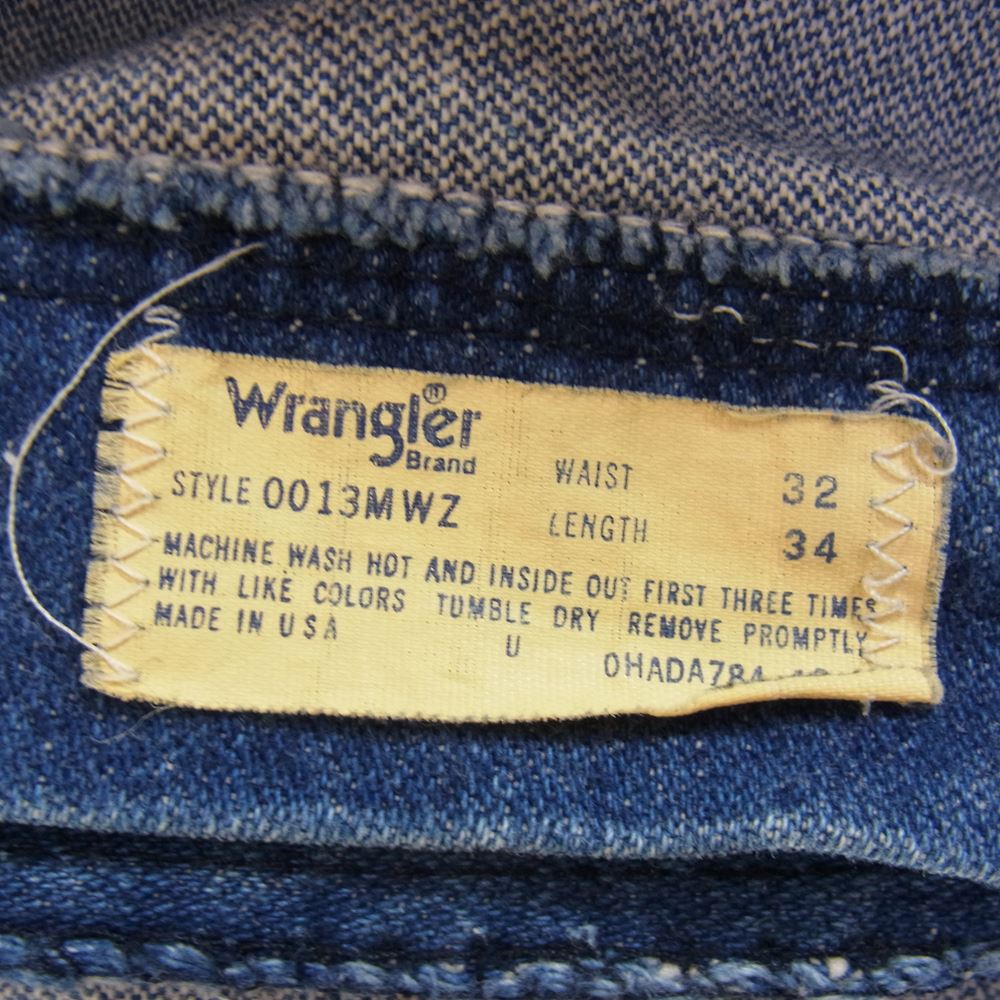 Wrangler®
Brand
STYLE 0013MWZ
WAIST 32
LENGTH 34
MACHINE WASH HOT AND INSIDE OUT FIRST THREE TIMES
WITH LIKE COLORS TUMBLE DRY REMOVE PROMPTLY
MADE IN USA
U